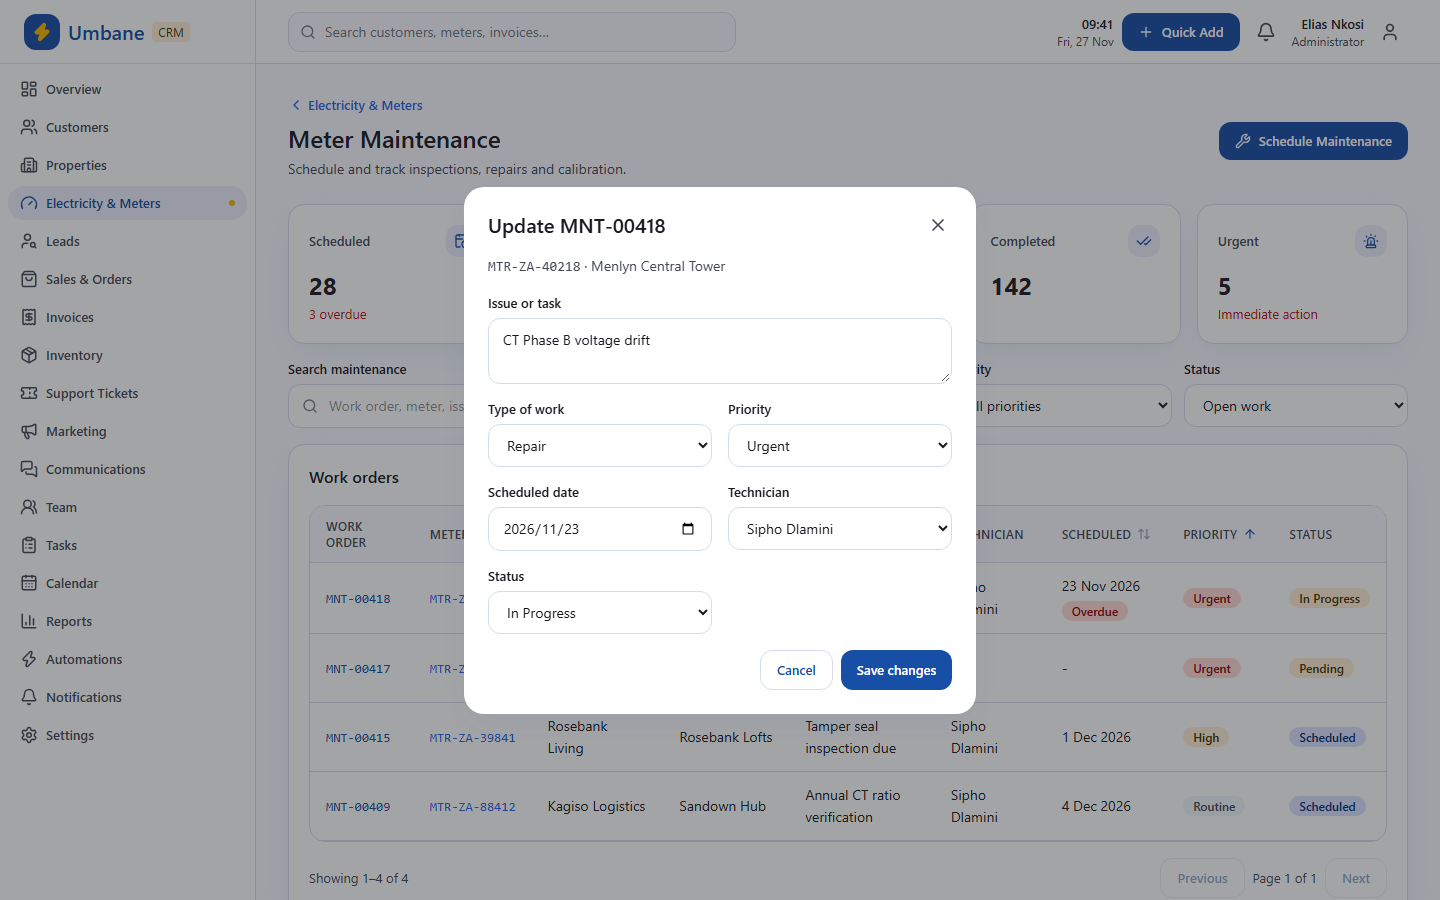 Umbane CRM
Search customers, meters, invoices...
09:41
Fri, 27 Nov
Quick Add
Elias Nkosi
Administrator
Overview
Customers
Properties
Electricity & Meters
Leads
Sales & Orders
Invoices
Inventory
Support Tickets
Marketing
Communications
Team
Tasks
Calendar
Reports
Automations
Notifications
Settings
Electricity & Meters
Meter Maintenance
Schedule and track inspections, repairs and calibration.
Schedule Maintenance
Scheduled
28
3 overdue
Completed
142
Urgent
5
Immediate action
Search maintenance
Work order, meter, iss
ity
ll priorities
Status
Open work
Work orders
WORK ORDER
METE
HNICIAN
SCHEDULED
PRIORITY
STATUS
MNT-00418
MTR-Z
23 Nov 2026
Overdue
Urgent
In Progress
MNT-00417
MTR-Z
-
Urgent
Pending
MNT-00415
MTR-ZA-39841
Rosebank Living
Rosebank Lofts
Tamper seal inspection due
Sipho Dlamini
1 Dec 2026
High
Scheduled
MNT-00409
MTR-ZA-88412
Kagiso Logistics
Sandown Hub
Annual CT ratio verification
Sipho Dlamini
4 Dec 2026
Routine
Scheduled
Showing 1–4 of 4
Previous
Page 1 of 1
Next
Update MNT-00418
MTR-ZA-40218 · Menlyn Central Tower
Issue or task
CT Phase B voltage drift
Type of work
Repair
Priority
Urgent
Scheduled date
2026/11/23
Technician
Sipho Dlamini
Status
In Progress
Cancel
Save changes